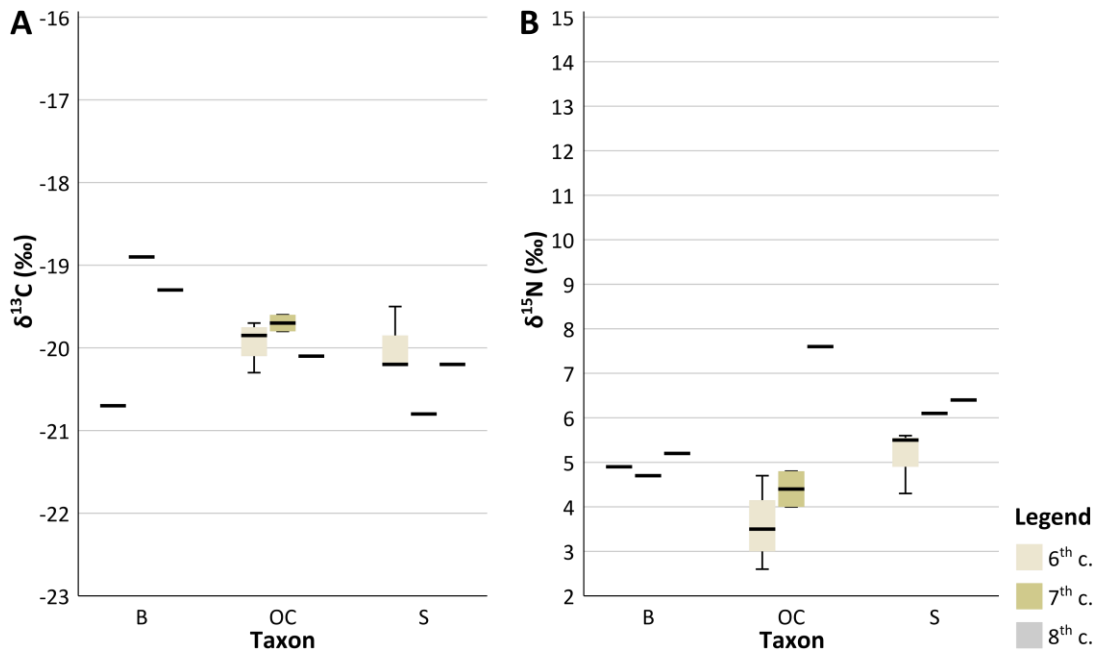 A
-16
-17
-18
-19
-20
-21
-22
-23
δ¹³C (‰)
B OC S
Taxon
B
15
14
13
12
11
10
9
8
7
6
5
4
3
2
δ¹⁵N (‰)
B OC S
Taxon
Legend
6ᵗʰ c.
7ᵗʰ c.
8ᵗʰ c.